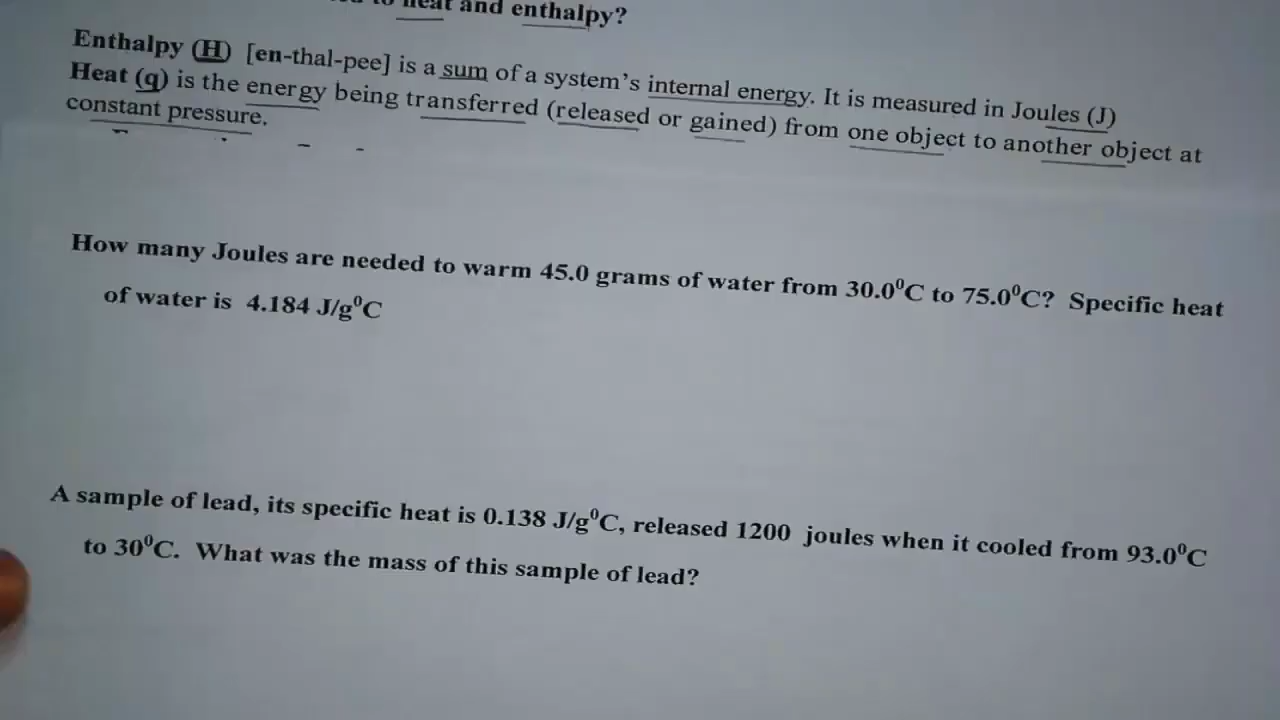 heat and enthalpy?
Enthalpy (H) [en-thal-pee] is a sum of a system's internal energy. It is measured in Joules (J)
Heat (q) is the energy being transferred (released or gained) from one object to another object at
constant pressure.
How many Joules are needed to warm 45.0 grams of water from 30.0⁰C to 75.0⁰C? Specific heat
of water is 4.184 J/g⁰C
A sample of lead, its specific heat is 0.138 J/g⁰C, released 1200 joules when it cooled from 93.0⁰C
to 30⁰C. What was the mass of this sample of lead?